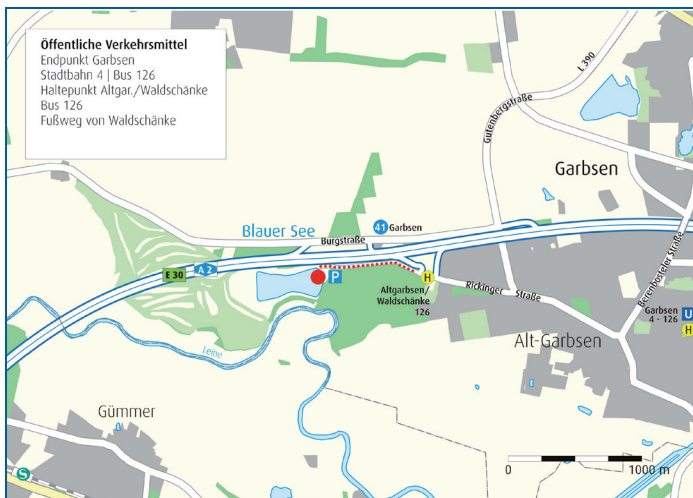 Öffentliche Verkehrsmittel
Endpunkt Garbsen
Stadtbahn 4 | Bus 126
Haltepunkt Altgar./Waldschänke
Bus 126
Fußweg von Waldschänke
L 390
Gutenbergstraße
Garbsen
Blauer See
41 Garbsen
Burgstraße
E 30
A 2
P
H
Altgarbsen/
Waldschänke
126
Rickinger Straße
Berenbosteler Straße
Garbsen
4 - 126
U
H
Alt-Garbsen
Leine
Gümmer
S
0
1000 m